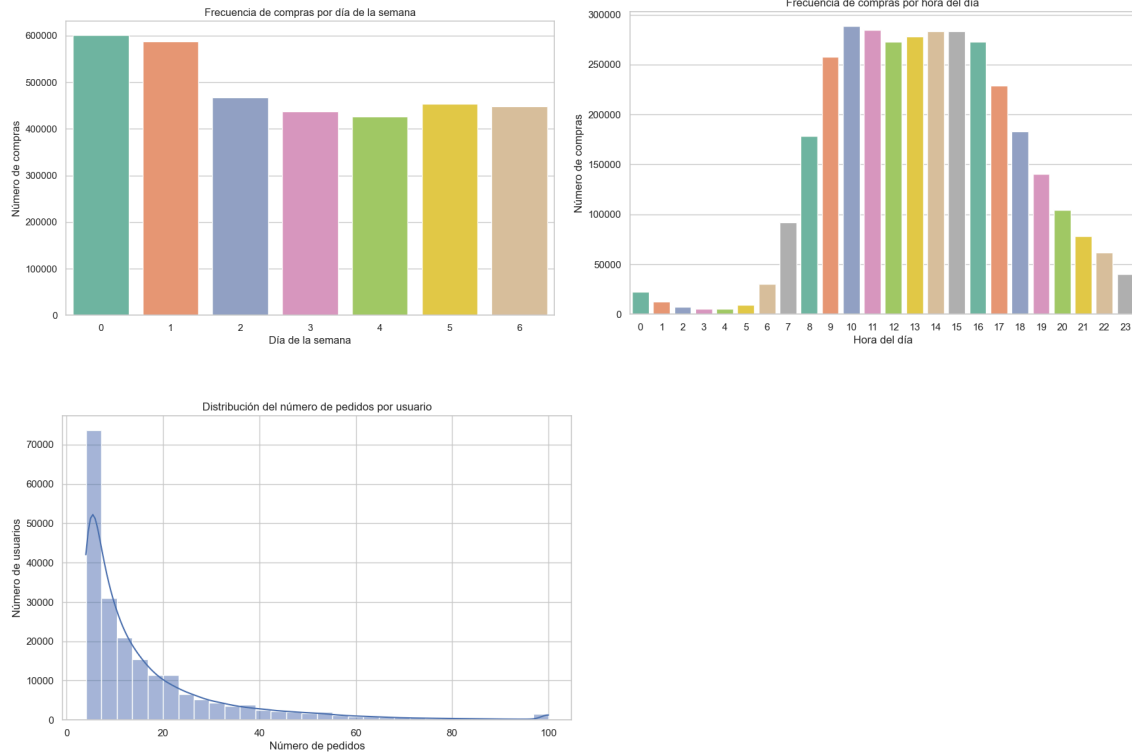 Frecuencia de compras por día de la semana
600000
500000
400000
300000
200000
100000
0
Número de compras
0 1 2 3 4 5 6
Día de la semana
Frecuencia de compras por hora del día
300000
250000
200000
150000
100000
50000
0
Número de compras
0 1 2 3 4 5 6 7 8 9 10 11 12 13 14 15 16 17 18 19 20 21 22 23
Hora del día
Distribución del número de pedidos por usuario
70000
60000
50000
40000
30000
20000
10000
0
Número de usuarios
0 20 40 60 80 100
Número de pedidos